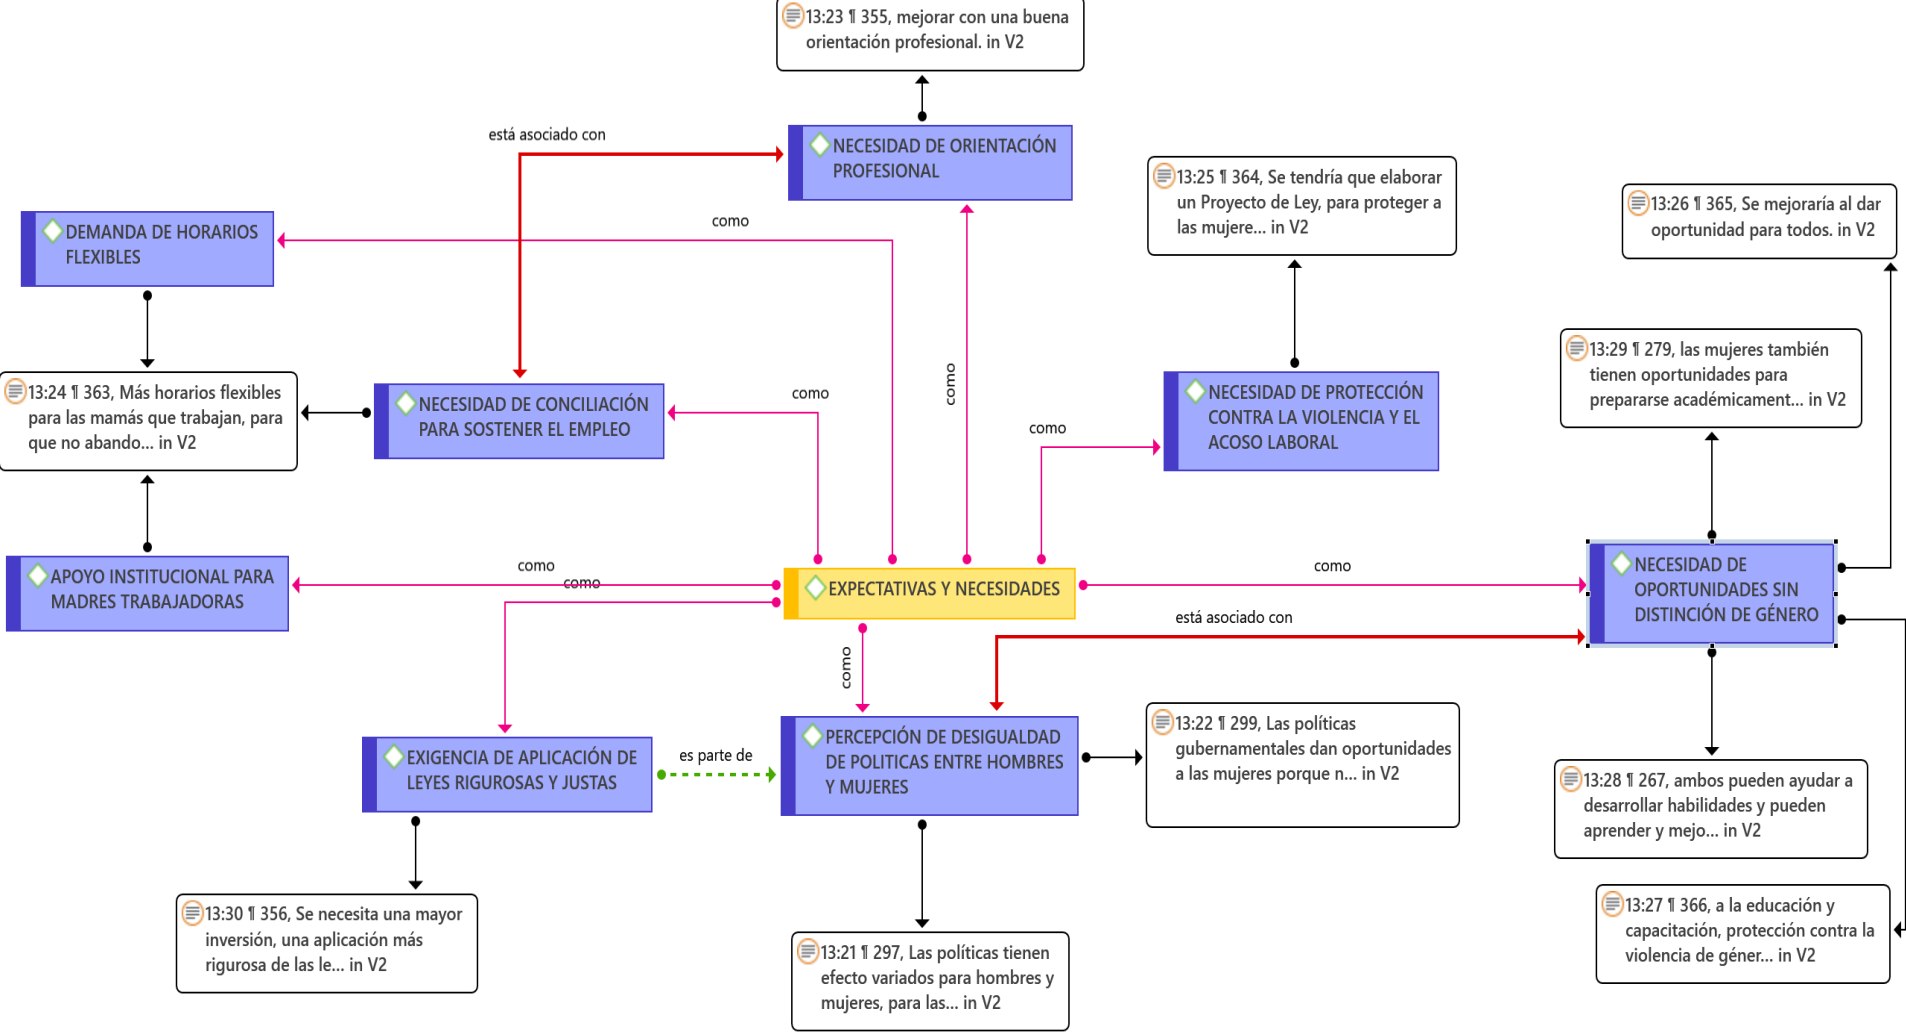 13:23 ¶ 355, mejorar con una buena
orientación profesional. in V2
está asociado con
NECESIDAD DE ORIENTACIÓN
PROFESIONAL
13:25 ¶ 364, Se tendría que elaborar
un Proyecto de Ley, para proteger a
las mujere... in V2
13:26 ¶ 365, Se mejoraría al dar
oportunidad para todos. in V2
DEMANDA DE HORARIOS
FLEXIBLES
como
13:29 ¶ 279, las mujeres también
tienen oportunidades para
prepararse académicament... in V2
13:24 ¶ 363, Más horarios flexibles
para las mamás que trabajan, para
que no abando... in V2
NECESIDAD DE CONCILIACIÓN
PARA SOSTENER EL EMPLEO
como
como
como
NECESIDAD DE PROTECCIÓN
CONTRA LA VIOLENCIA Y EL
ACOSO LABORAL
APOYO INSTITUCIONAL PARA
MADRES TRABAJADORAS
como
como
EXPECTATIVAS Y NECESIDADES
como
NECESIDAD DE
OPORTUNIDADES SIN
DISTINCIÓN DE GÉNERO
está asociado con
como
EXIGENCIA DE APLICACIÓN DE
LEYES RIGUROSAS Y JUSTAS
es parte de
PERCEPCIÓN DE DESIGUALDAD
DE POLITICAS ENTRE HOMBRES
Y MUJERES
13:22 ¶ 299, Las políticas
gubernamentales dan oportunidades
a las mujeres porque n... in V2
13:28 ¶ 267, ambos pueden ayudar a
desarrollar habilidades y pueden
aprender y mejo... in V2
13:30 ¶ 356, Se necesita una mayor
inversión, una aplicación más
rigurosa de las le... in V2
13:21 ¶ 297, Las políticas tienen
efecto variados para hombres y
mujeres, para las... in V2
13:27 ¶ 366, a la educación y
capacitación, protección contra la
violencia de géner... in V2